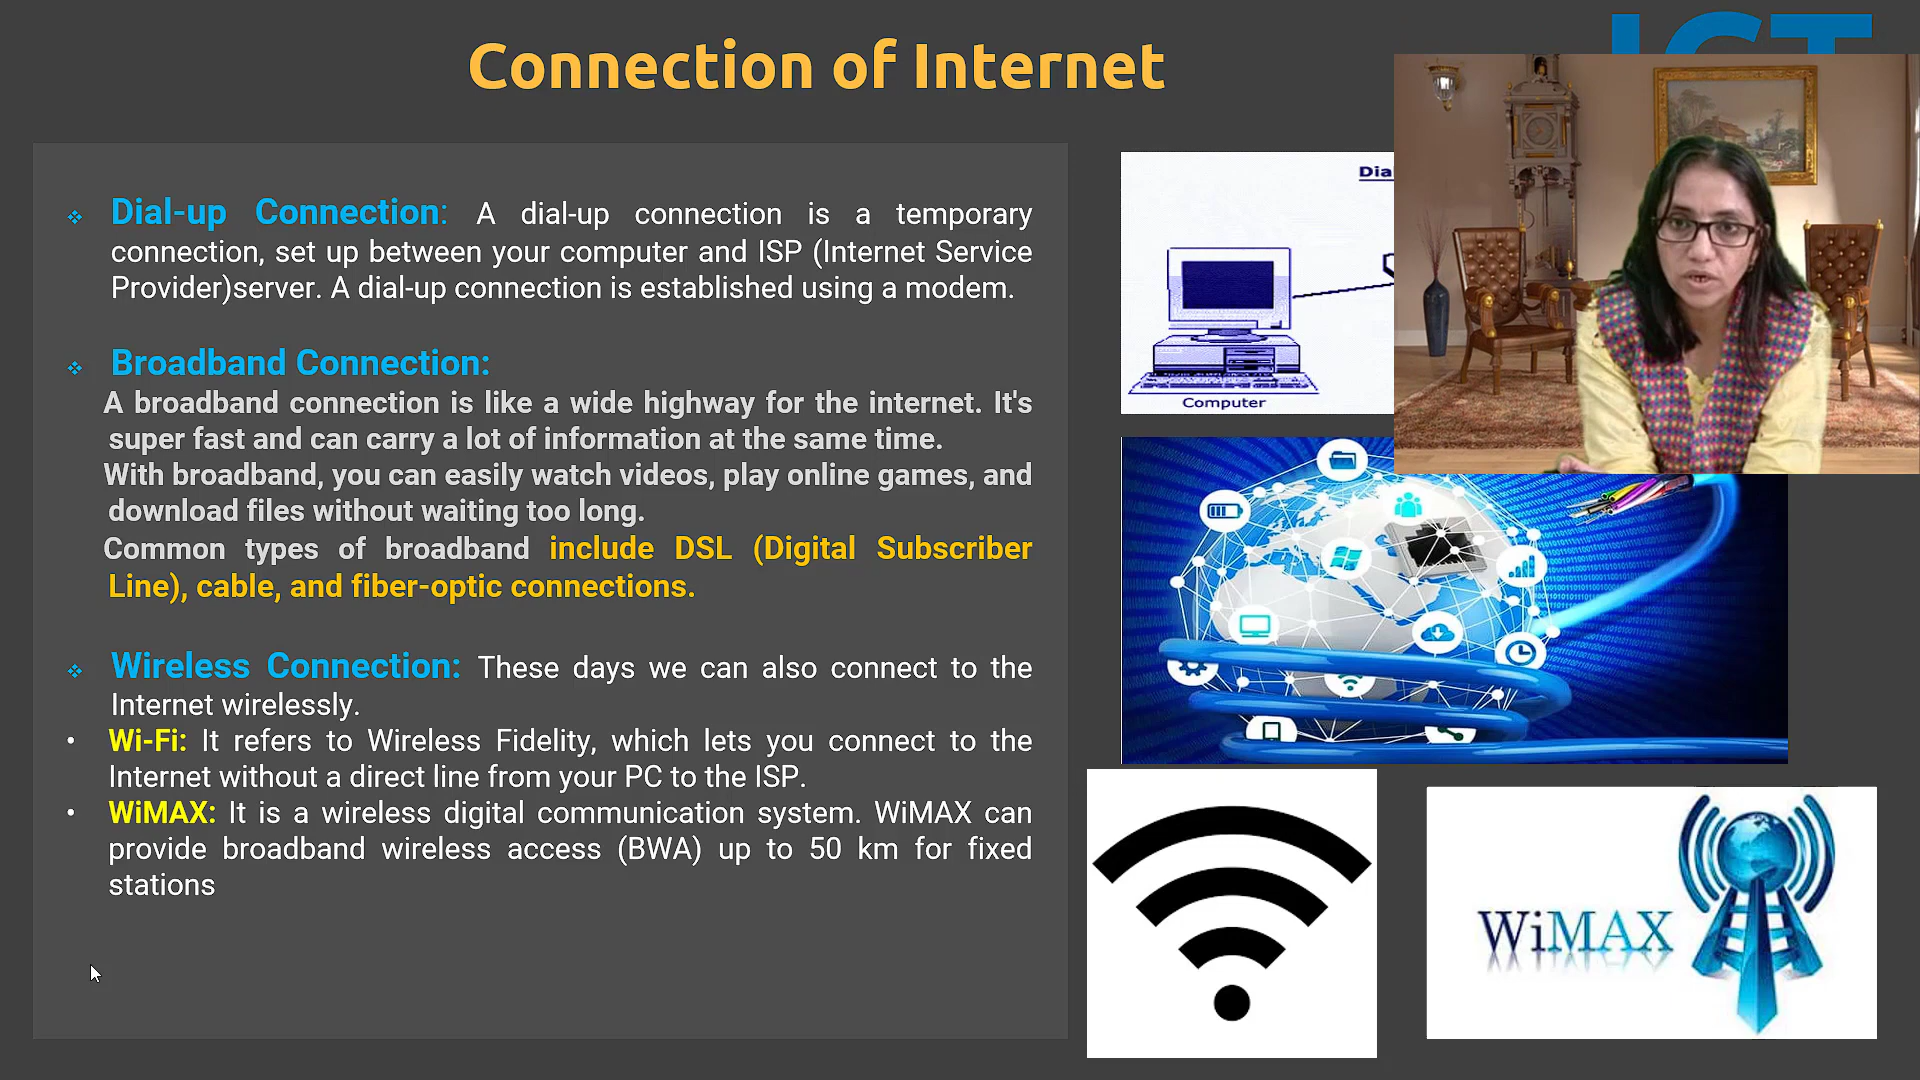 Connection of Internet
Dial-up Connection: A dial-up connection is a temporary
connection, set up between your computer and ISP (Internet Service
Provider)server. A dial-up connection is established using a modem.
Broadband Connection:
A broadband connection is like a wide highway for the internet. It's
super fast and can carry a lot of information at the same time.
With broadband, you can easily watch videos, play online games, and
download files without waiting too long.
Common types of broadband include DSL (Digital Subscriber
Line), cable, and fiber-optic connections.
Wireless Connection: These days we can also connect to the
Internet wirelessly.
• Wi-Fi: It refers to Wireless Fidelity, which lets you connect to the
Internet without a direct line from your PC to the ISP.
• WiMAX: It is a wireless digital communication system. WiMAX can
provide broadband wireless access (BWA) up to 50 km for fixed
stations
Computer
WiMAX